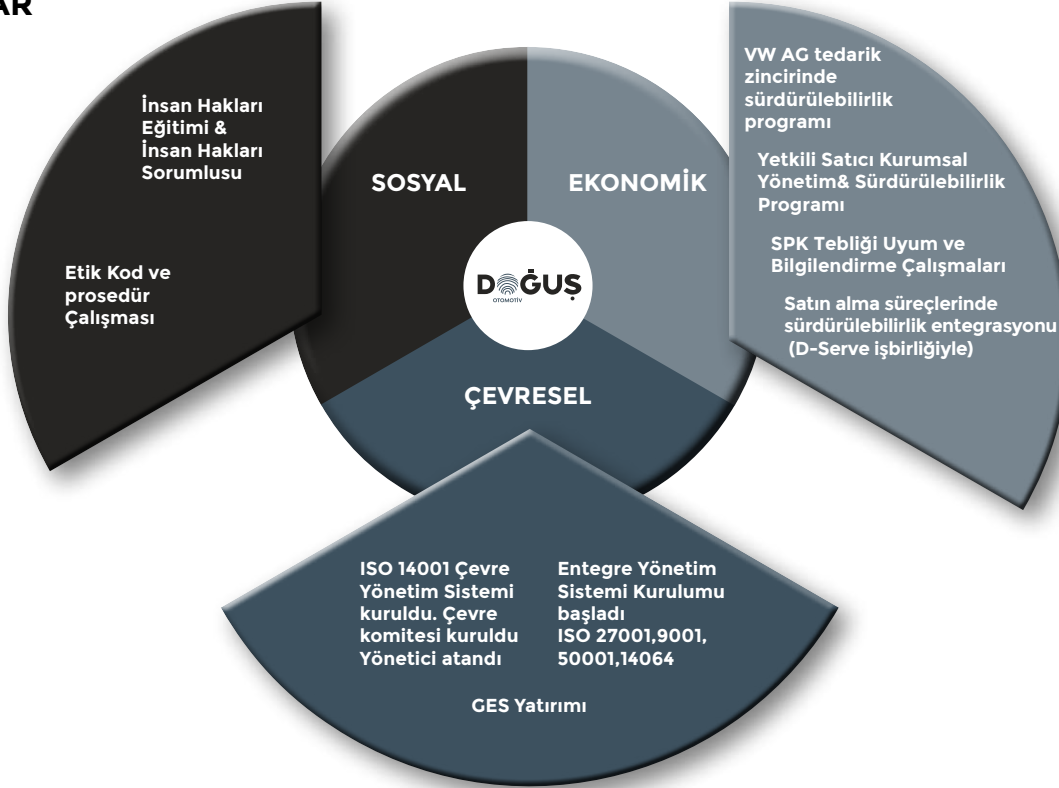 AR
İnsan Hakları
Eğitimi &
İnsan Hakları
Sorumlusu
Etik Kod ve
prosedür
Çalışması
SOSYAL
EKONOMİK
DOĞUŞ
OTOMOTİV
ÇEVRESEL
VW AG tedarik
zincirinde
sürdürülebilirlik
programı
Yetkili Satıcı Kurumsal
Yönetim& Sürdürülebilirlik
Programı
SPK Tebliği Uyum ve
Bilgilendirme Çalışmaları
Satın alma süreçlerinde
sürdürülebilirlik entegrasyonu
(D-Serve işbirliğiyle)
ISO 14001 Çevre
Yönetim Sistemi
kuruldu. Çevre
komitesi kuruldu
Yönetici atandı
Entegre Yönetim
Sistemi Kurulumu
başladı
ISO 27001,9001,
50001,14064
GES Yatırımı